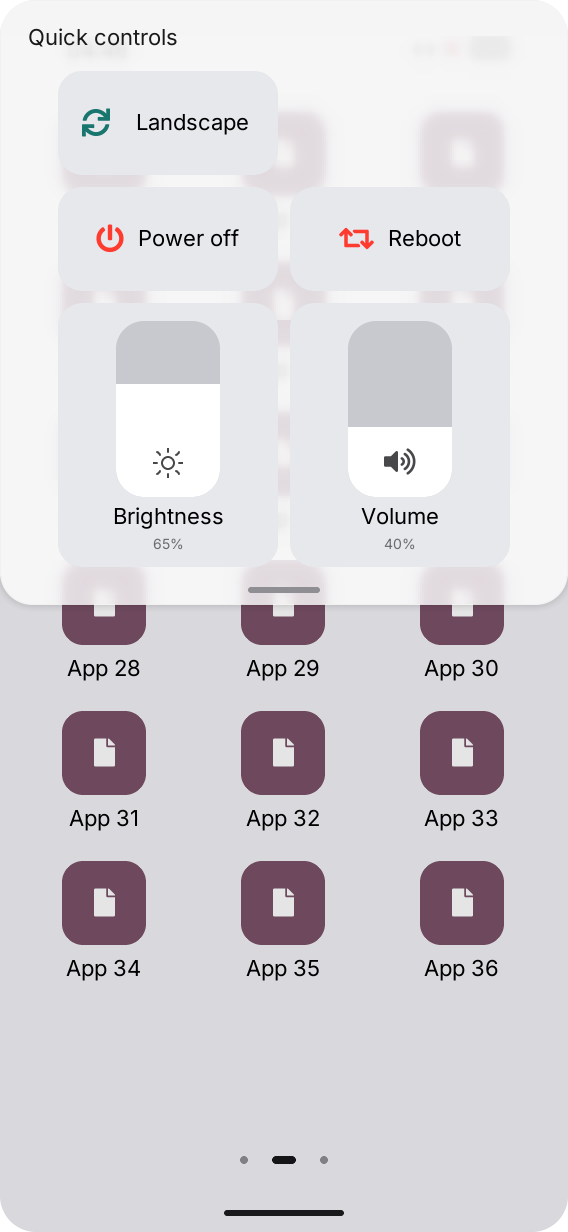 Quick controls
Landscape
Power off
Reboot
Brightness
65%
Volume
40%
App 28
App 29
App 30
App 31
App 32
App 33
App 34
App 35
App 36